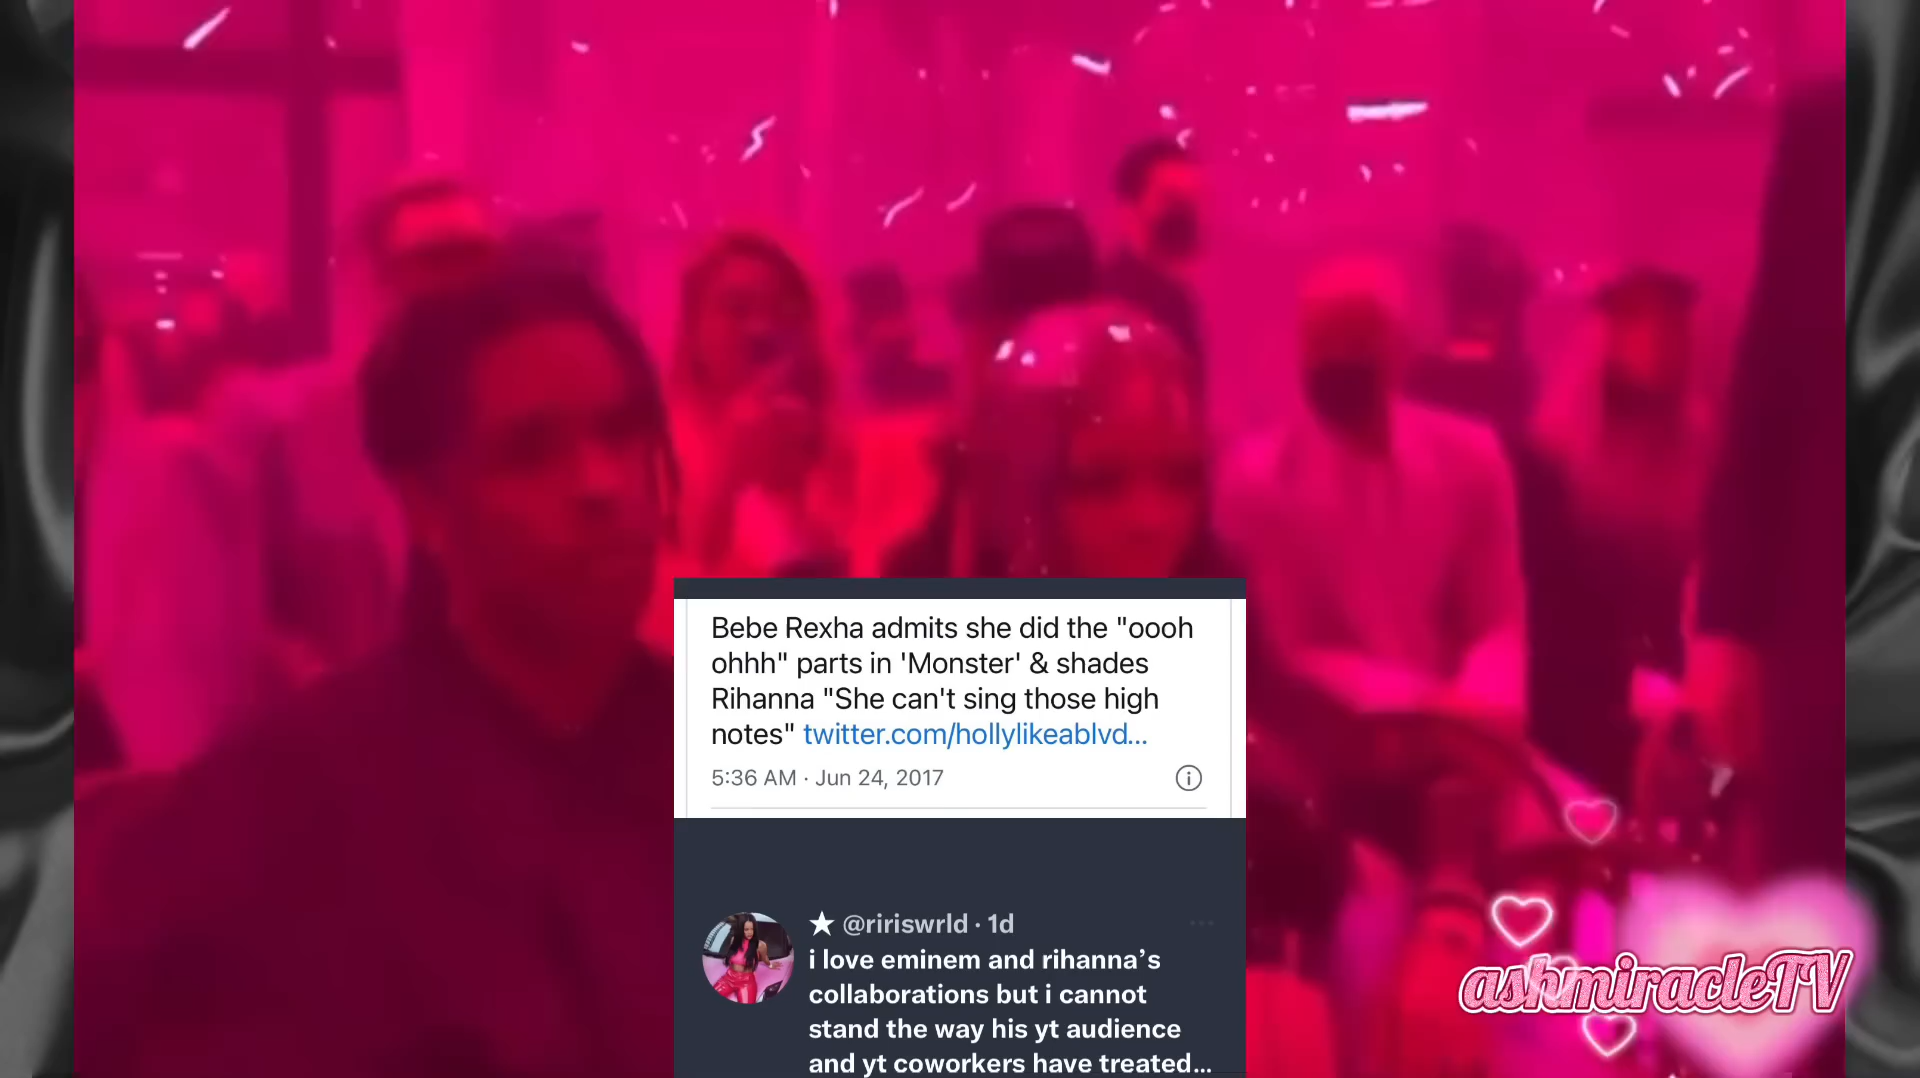 Bebe Rexha admits she did the "oooh
ohhh" parts in 'Monster' & shades
Rihanna "She can't sing those high
notes" twitter.com/hollylikeablvd...
5:36 AM · Jun 24, 2017
★ @ririswrld · 1d
i love eminem and rihanna’s
collaborations but i cannot
stand the way his yt audience
and yt coworkers have treated...
ashmiracleTV